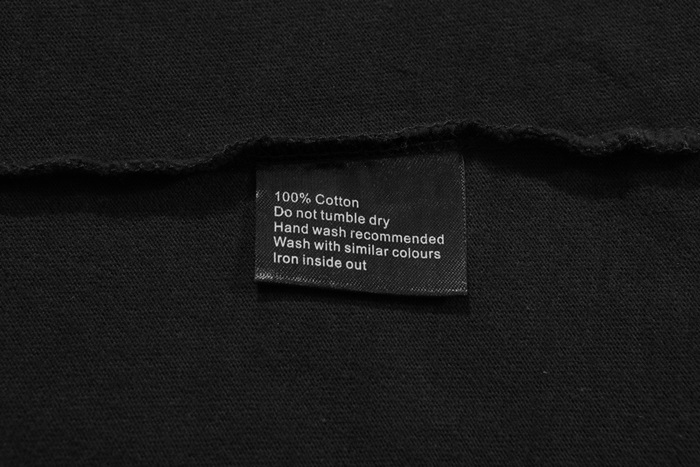 100% Cotton
Do not tumble dry
Hand wash recommended
Wash with similar colours
Iron inside out